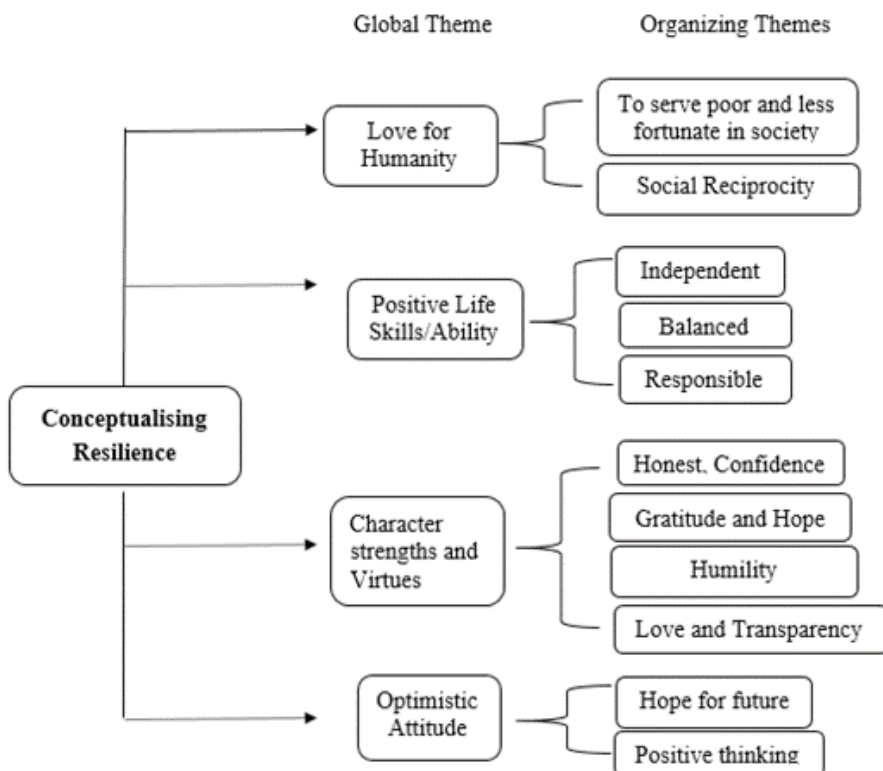 Global Theme
Organizing Themes
Love for
Humanity
To serve poor and less
fortunate in society
Social Reciprocity
Positive Life
Skills/Ability
Independent
Balanced
Responsible
Conceptualising
Resilience
Character
strengths and
Virtues
Honest, Confidence
Gratitude and Hope
Humility
Love and Transparency
Optimistic
Attitude
Hope for future
Positive thinking